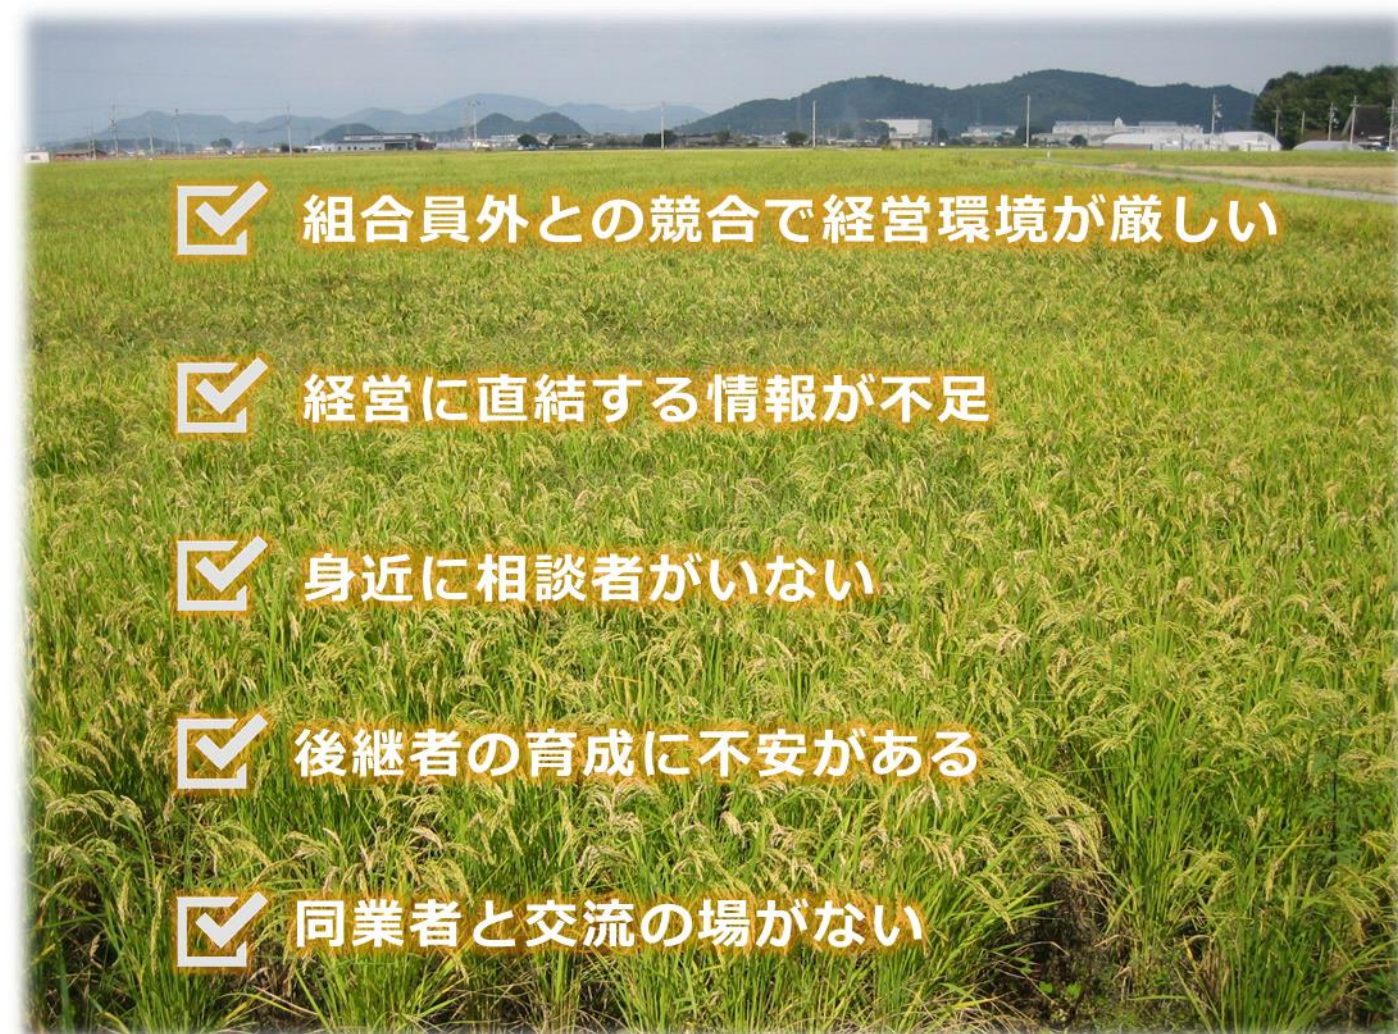 組合員外との競合で経営環境が厳しい
経営に直結する情報が不足
身近に相談者がいない
後継者の育成に不安がある
同業者と交流の場がない